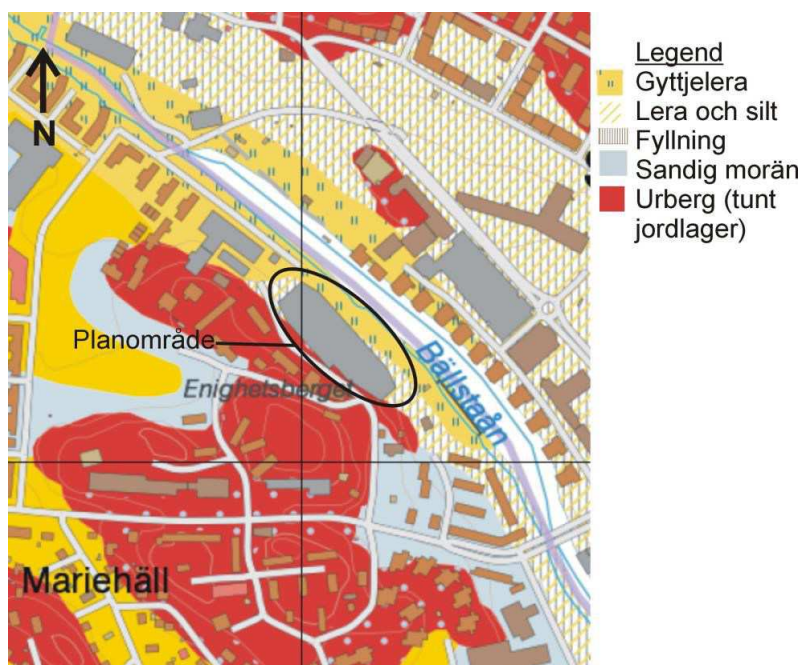 Legend
Gyttjelera
Lera och silt
Fyllning
Sandig morän
Urberg (tunt
jordlager)
N
Planområde
Enighetsberget
Bällstaån
Mariehäll